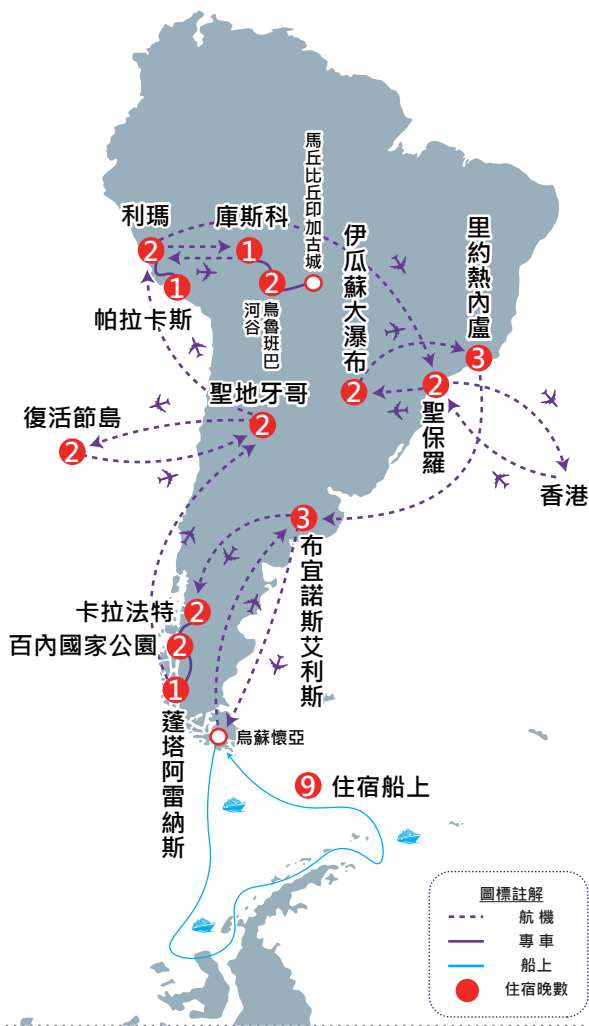 馬丘比丘印加古城
利瑪
2
庫斯科
1
伊瓜蘇大瀑布
2
里約熱內盧
3
帕拉卡斯
1
2
烏魯班巴
河谷
聖地牙哥
2
聖保羅
2
復活節島
2
香港
布宜諾斯艾利斯
3
卡拉法特
2
百內國家公園
2
蓬塔阿雷納斯
1
烏蘇懷亞
9 住宿船上
圖標註解
航機
專車
船上
住宿晚數